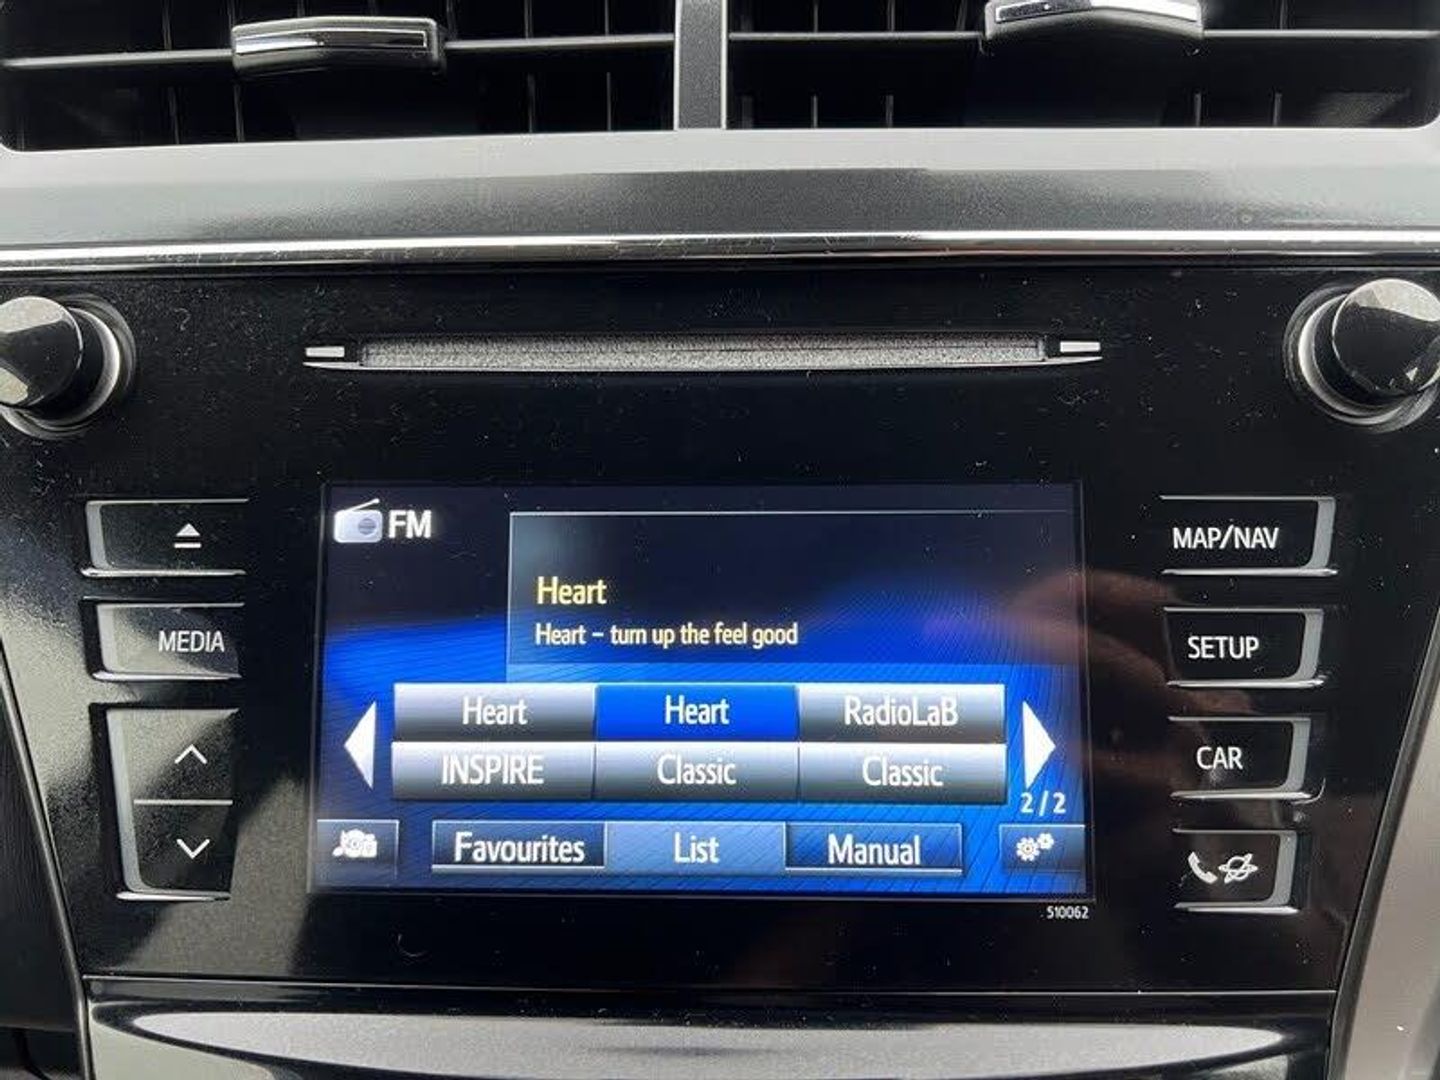 FM
Heart
Heart – turn up the feel good
Heart Heart RadioLaB
INSPIRE Classic Classic
2 / 2
Favourites List Manual
MEDIA
MAP/NAV
SETUP
CAR
510062